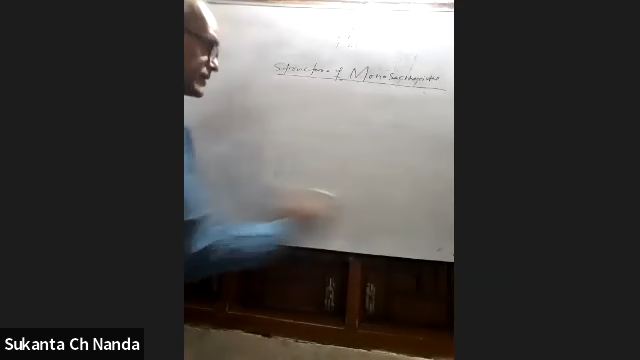 Structure of Monosaccharides
Sukanta Ch Nanda